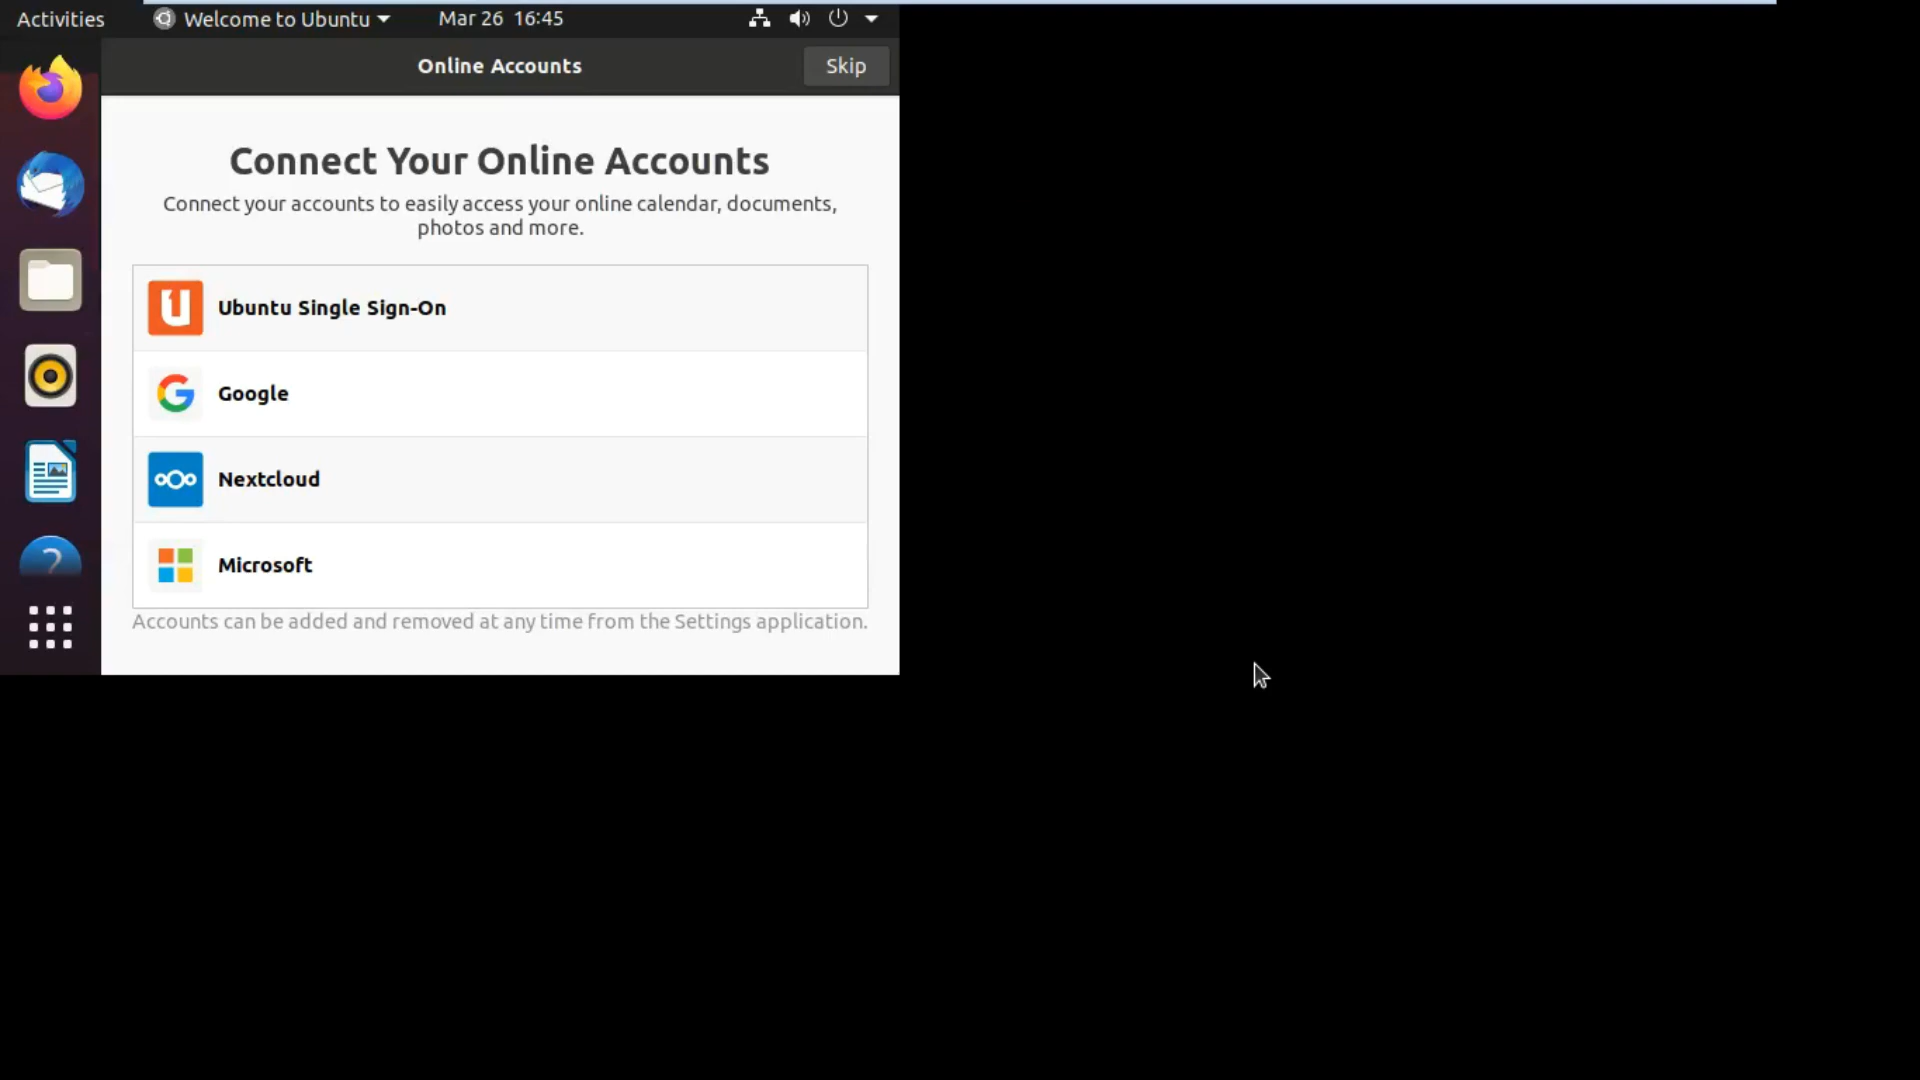 Activities
Welcome to Ubuntu
Mar 26 16:45
Online Accounts
Skip
Connect Your Online Accounts
Connect your accounts to easily access your online calendar, documents,
photos and more.
Ubuntu Single Sign-On
Google
Nextcloud
Microsoft
Accounts can be added and removed at any time from the Settings application.